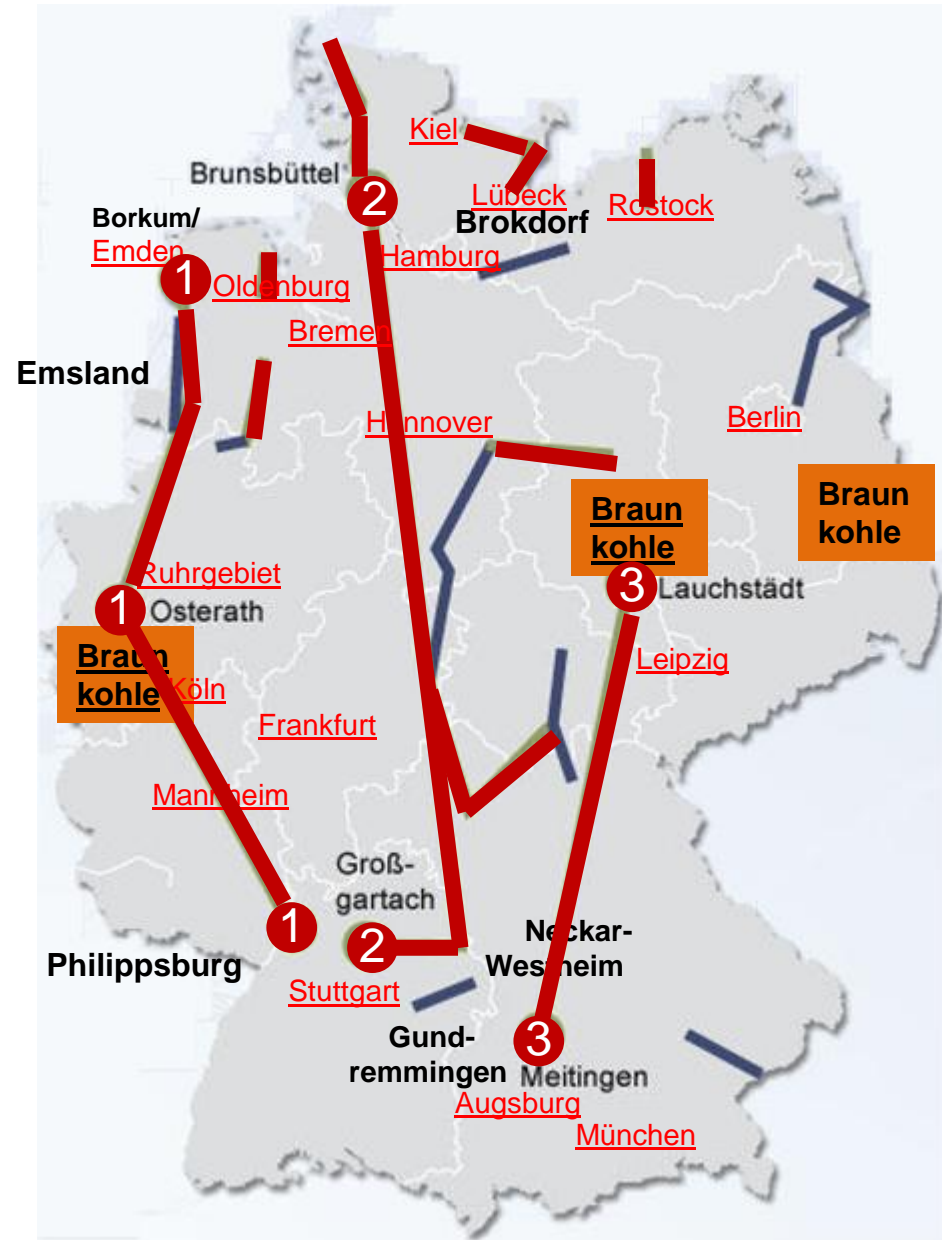 Kiel
Brunsbüttel
2
Lübeck
Rostock
Borkum/
Emden
Brokdorf
Hamburg
1
Oldenburg
Bremen
Emsland
Hannover
Berlin
Braun
kohle
Braun
kohle
Ruhrgebiet
1
Osterath
3
Lauchstädt
Braun
kohle
Köln
Leipzig
Frankfurt
Mannheim
Groß-
gartach
1
2
Philippsburg
Neckar-
Westheim
Stuttgart
Gund-
remmingen
3
Meitingen
Augsburg
München